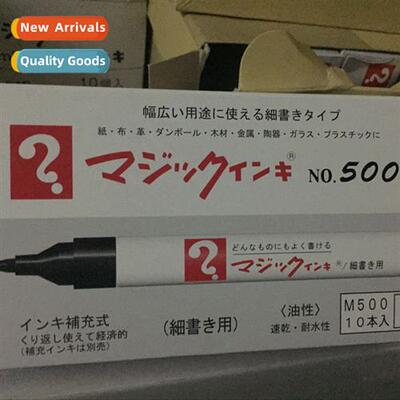 New Arrivals
Quality Goods
10個入
幅広い用途に使える細書きタイプ
紙・布・革・ダンボール・木材・金属・陶器・ガラス・プラスチックに
?
マジックインキ® NO.500
どんなものにもよく書ける
? マジックインキ®/細書き用
インキ補充式
くり返し使えて経済的
(補充インキは別売)
(細書き用)
〈油性〉
速乾・耐水性
M500
10本入